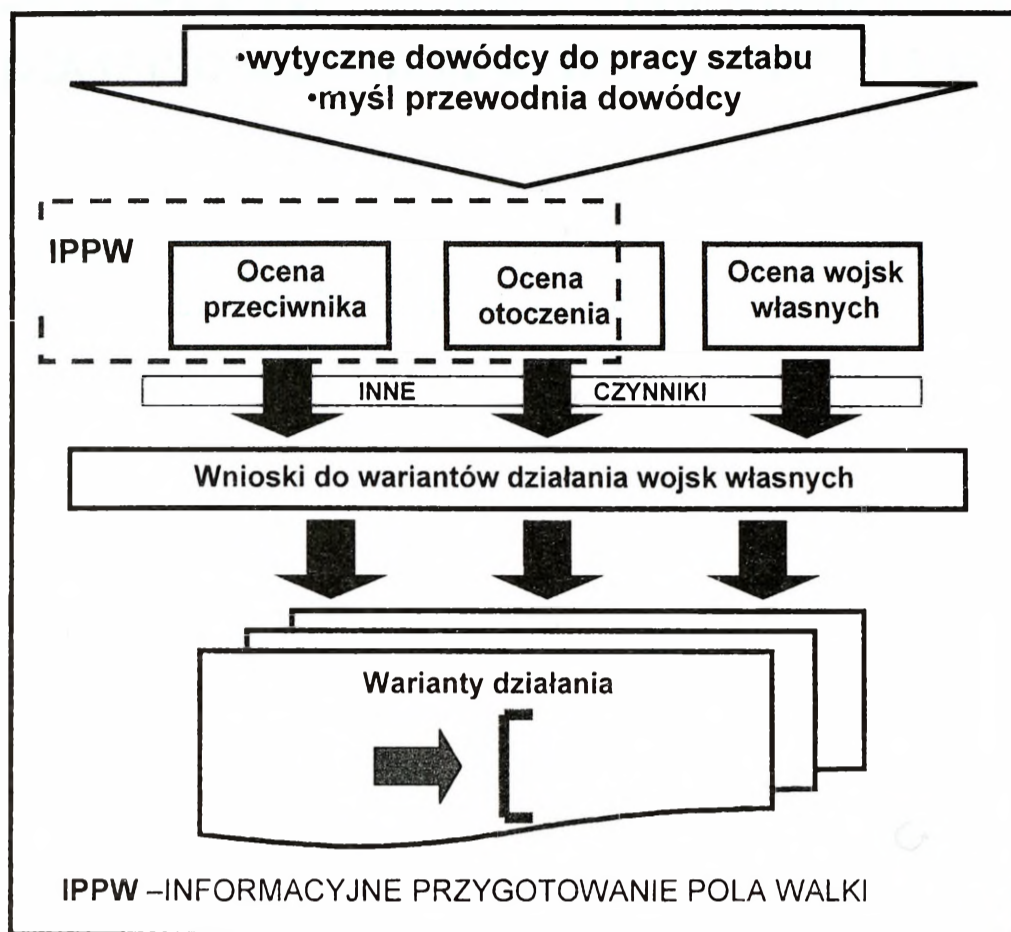 •wytyczne dowódcy do pracy sztabu
•myśl przewodnia dowódcy
IPPW
Ocena
przeciwnika
Ocena
otoczenia
Ocena wojsk
własnych
INNE CZYNNIKI
Wnioski do wariantów działania wojsk własnych
Warianty działania
IPPW –INFORMACYJNE PRZYGOTOWANIE POLA WALKI